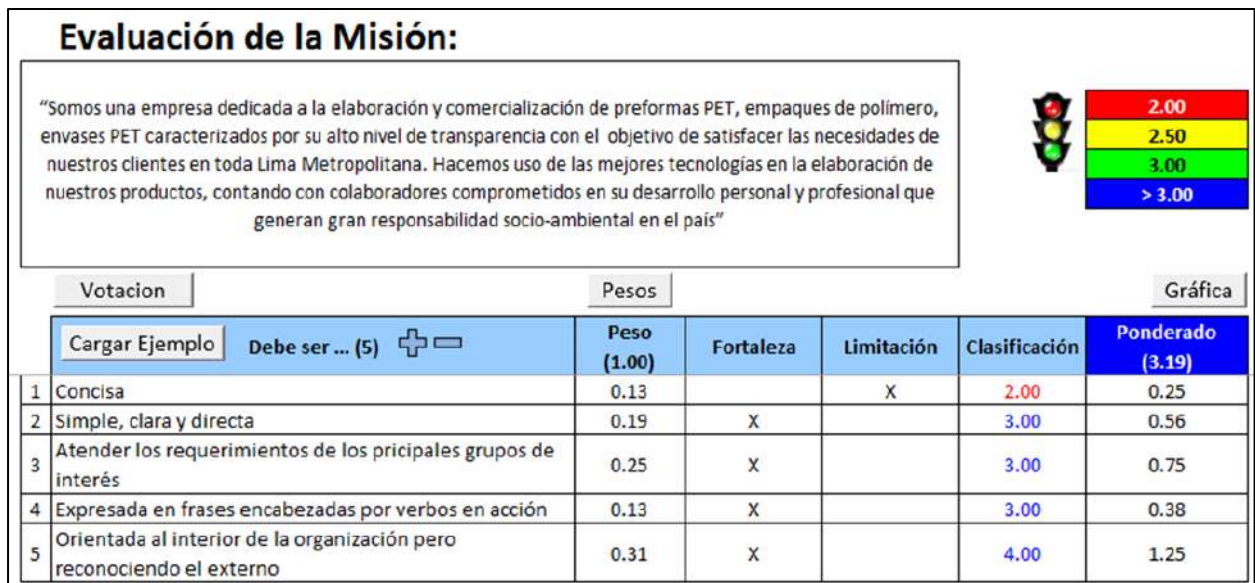 Evaluación de la Misión:
“Somos una empresa dedicada a la elaboración y comercialización de preformas PET, empaques de polímero,
envases PET caracterizados por su alto nivel de transparencia con el objetivo de satisfacer las necesidades de
nuestros clientes en toda Lima Metropolitana. Hacemos uso de las mejores tecnologías en la elaboración de
nuestros productos, contando con colaboradores comprometidos en su desarrollo personal y profesional que
generan gran responsabilidad socio-ambiental en el país”
2.00
2.50
3.00
> 3.00
Votacion Pesos Gráfica
Cargar Ejemplo Debe ser ... (5) Peso (1.00) Fortaleza Limitación Clasificación Ponderado (3.19)
1 Concisa 0.13 X 2.00 0.25
2 Simple, clara y directa 0.19 X 3.00 0.56
3 Atender los requerimientos de los pricipales grupos de
interés 0.25 X 3.00 0.75
4 Expresada en frases encabezadas por verbos en acción 0.13 X 3.00 0.38
5 Orientada al interior de la organización pero
reconociendo el externo 0.31 X 4.00 1.25